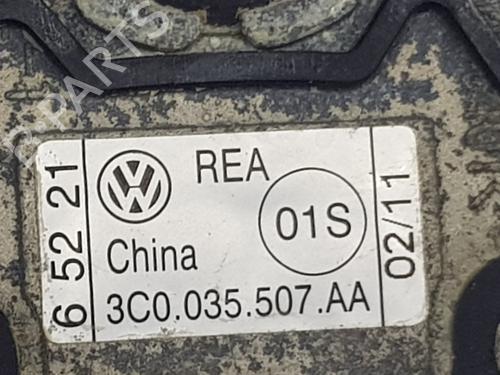 B-PARTS
6 52 21
REA
01S
02/11
China
3C0.035.507.AA